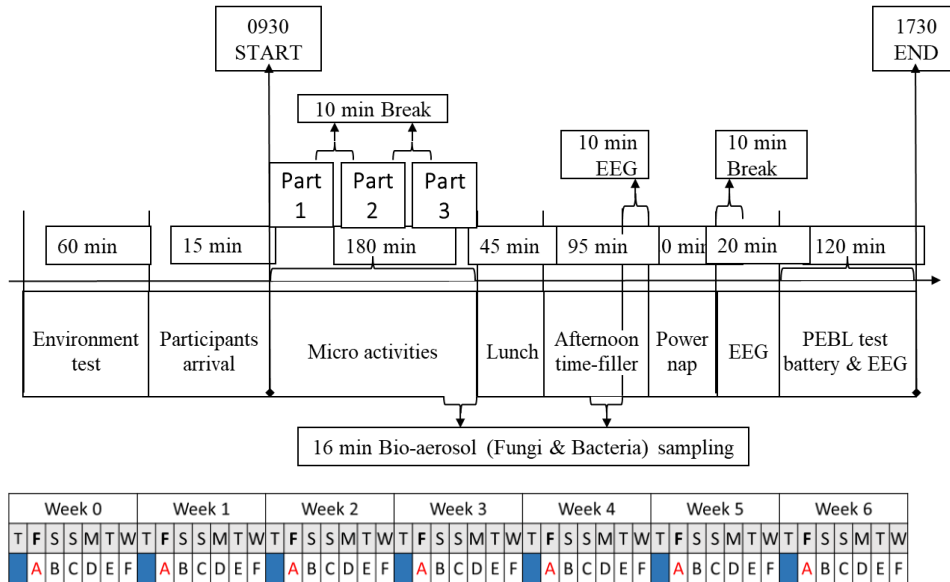 0930
START
1730
END
10 min Break
10 min
EEG
10 min
Break
Part
1
Part
2
Part
3
60 min
15 min
180 min
45 min
95 min
0 min
20 min
120 min
Environment
test
Participants
arrival
Micro activities
Lunch
Afternoon
time-filler
Power
nap
EEG
PEBL test
battery & EEG
16 min Bio-aerosol (Fungi & Bacteria) sampling
Week 0 Week 1 Week 2 Week 3 Week 4 Week 5 Week 6
T F S S M T W T F S S M T W T F S S M T W T F S S M T W T F S S M T W T F S S M T W T F S S M T W
A B C D E F A B C D E F A B C D E F A B C D E F A B C D E F A B C D E F A B C D E F